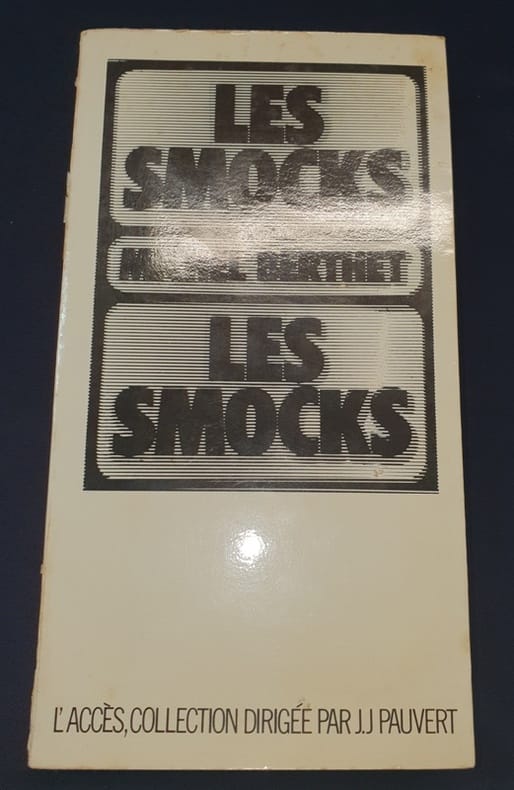 LES
SMOCKS
BERTHET
LES
SMOCKS
L'ACCÈS, COLLECTION DIRIGÉE PAR J.J PAUVERT